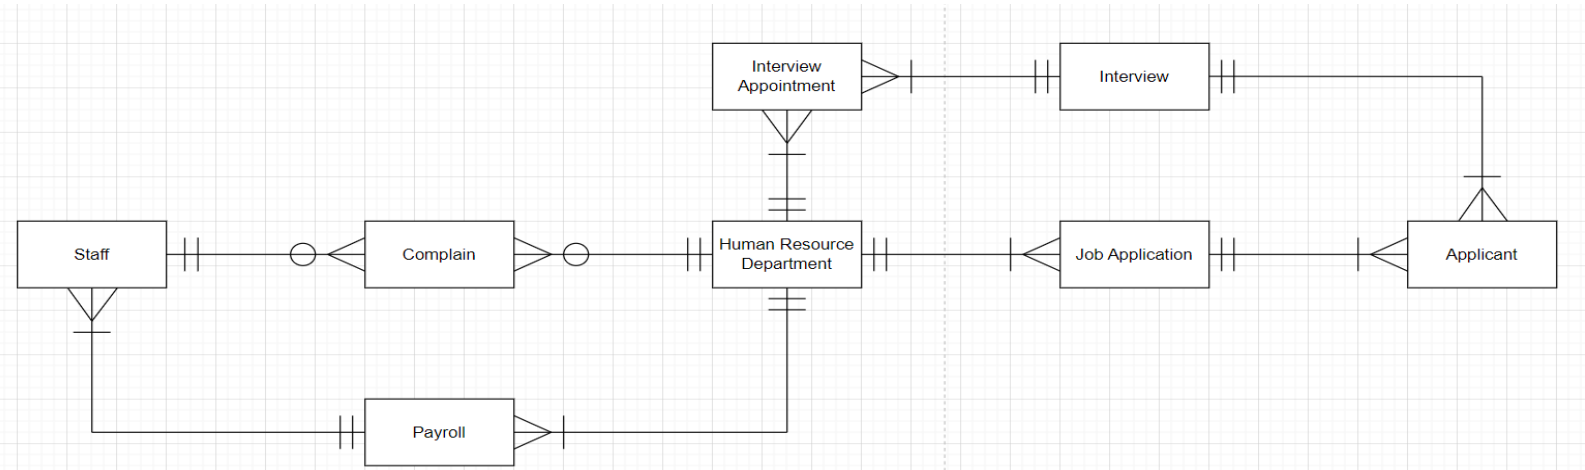 Interview
Appointment
Interview
Staff
Complain
Human Resource
Department
Job Application
Applicant
Payroll